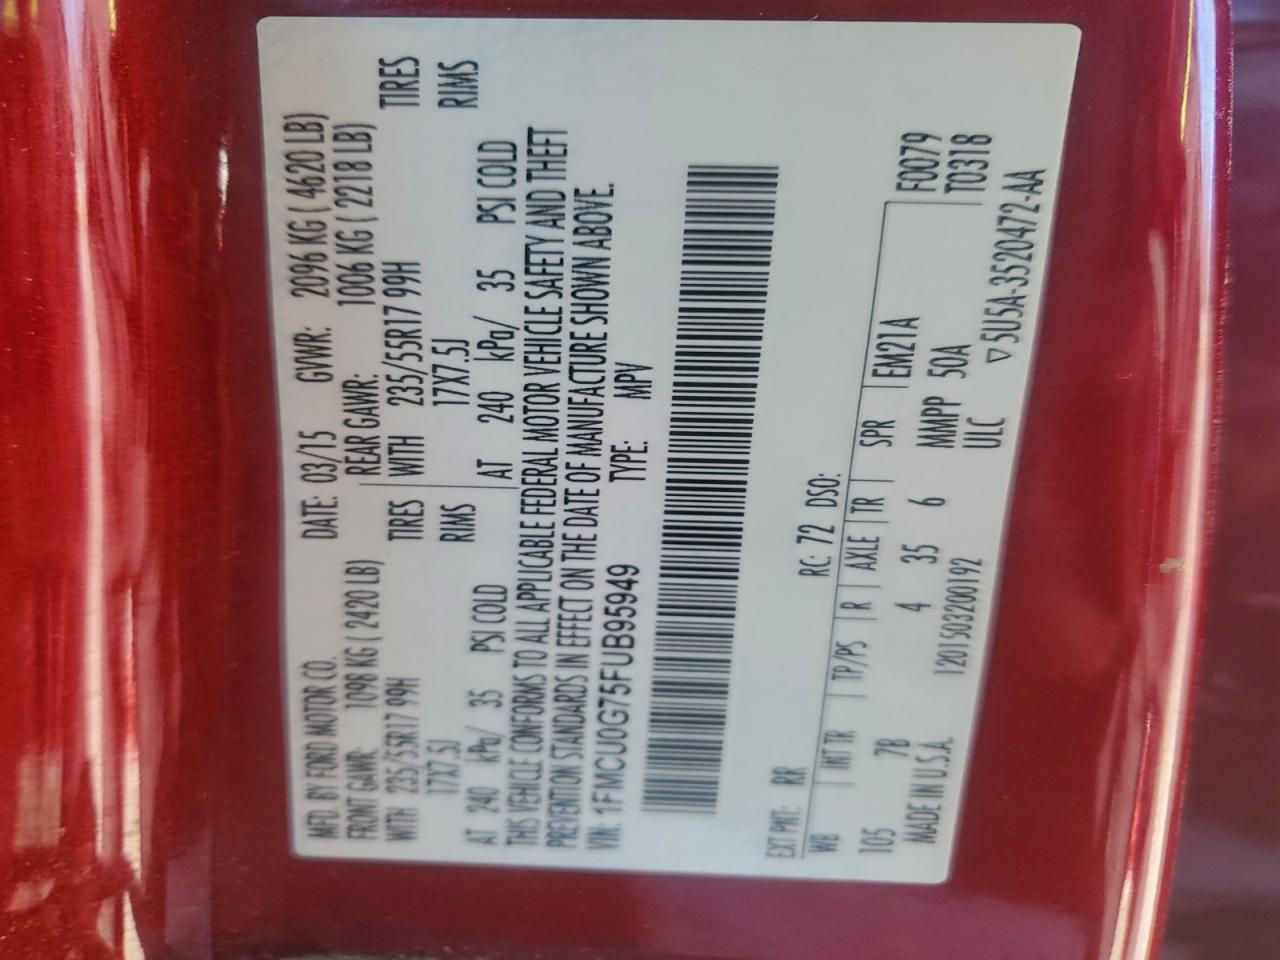 MFD. BY FORD MOTOR CO.
DATE: 03/15 GVWR: 2096 KG ( 4620 LB)
FRONT GAWR: 1098 KG ( 2420 LB)
REAR GAWR: 1006 KG ( 2218 LB)
WITH 235/55R17 99H TIRES
WITH 235/55R17 99H TIRES
17X7.5J RIMS
17X7.5J RIMS
AT 240 kPa/ 35 PSI COLD
AT 240 kPa/ 35 PSI COLD
THIS VEHICLE CONFORMS TO ALL APPLICABLE FEDERAL MOTOR VEHICLE SAFETY AND THEFT
PREVENTION STANDARDS IN EFFECT ON THE DATE OF MANUFACTURE SHOWN ABOVE.
VIN: 1FMCU0G75FUB95949 TYPE: MPV
EXT PNT: RR RC: 72 DSO:
WB INT TR TP/PS R AXLE TR SPR EM21A F0079
105 7B 4 35 6 MMPP 50A T0318
MADE IN U.S.A. 1201503200192 ULC
▽5U5A-3520472-AA